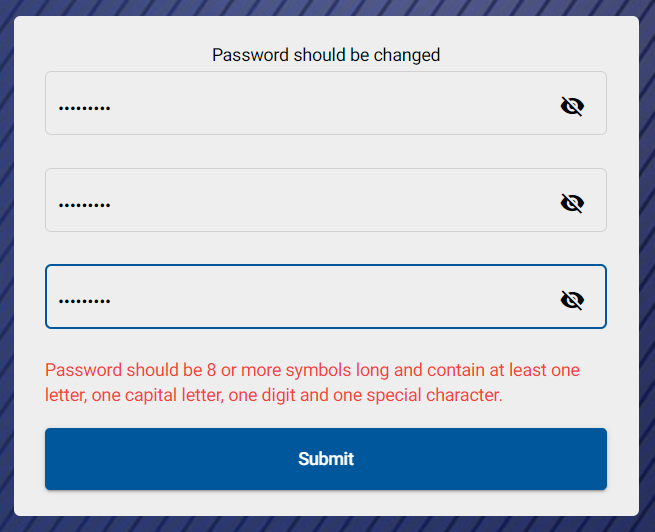 Password should be changed
•••••••••
•••••••••
•••••••••
Password should be 8 or more symbols long and contain at least one
letter, one capital letter, one digit and one special character.
Submit